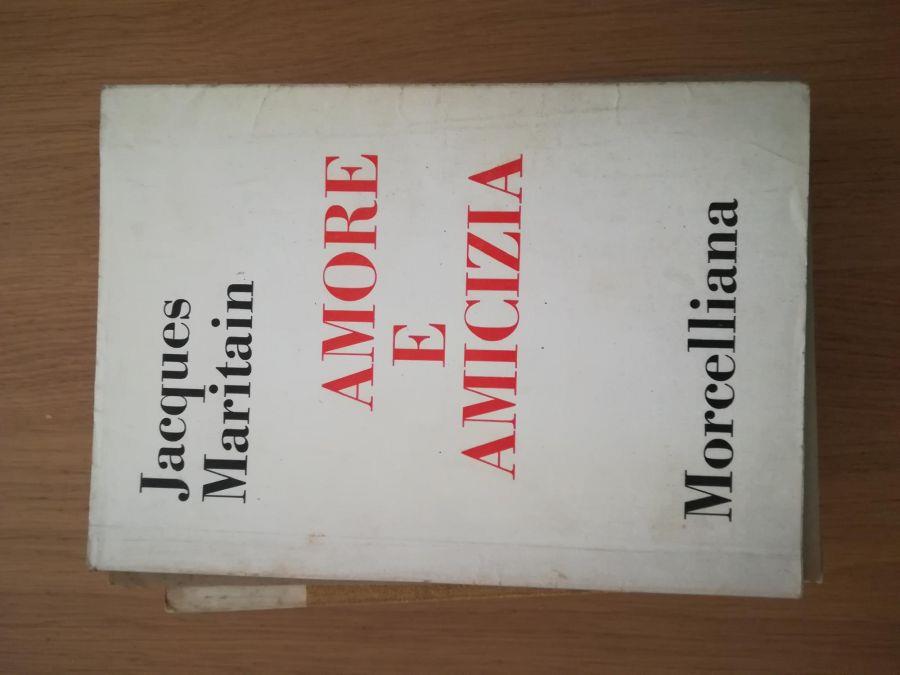 Jacques
Maritain
AMORE
E
AMICIZIA
Morcelliana